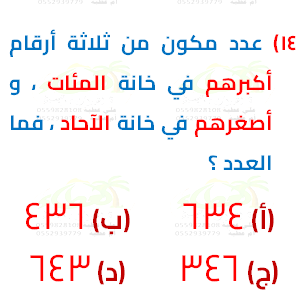 ١٤) عدد مكون من ثلاثة أرقام
أكبرهم في خانة المئات ، و
أصغرهم في خانة الآحاد ، فما
العدد ؟
(أ) ٦٣٤ (ب) ٤٣٦
(ج) ٣٤٦ (د) ٦٤٣